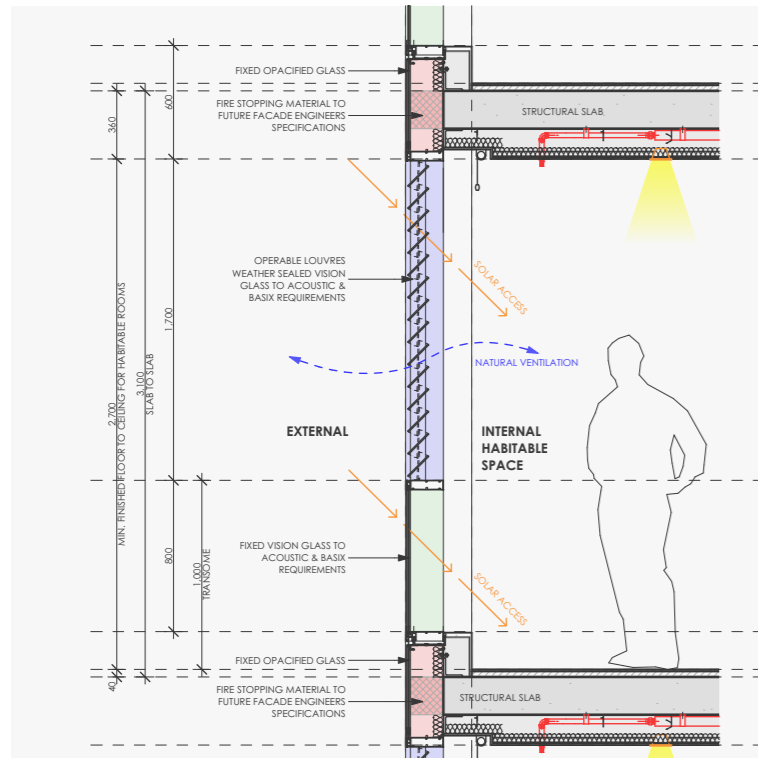 FIXED OPACIFIED GLASS
FIRE STOPPING MATERIAL TO
FUTURE FACADE ENGINEERS
SPECIFICATIONS
STRUCTURAL SLAB
600
360
OPERABLE LOUVRES
WEATHER SEALED VISION
GLASS TO ACOUSTIC &
BASIX REQUIREMENTS
SOLAR ACCESS
NATURAL VENTILATION
1,700
3,100
SLAB TO SLAB
2,700
MIN. FINISHED FLOOR TO CEILING FOR HABITABLE ROOMS
EXTERNAL
INTERNAL
HABITABLE
SPACE
FIXED VISION GLASS TO
ACOUSTIC & BASIX
REQUIREMENTS
SOLAR ACCESS
800
1,000
TRANSOME
FIXED OPACIFIED GLASS
40
FIRE STOPPING MATERIAL TO
FUTURE FACADE ENGINEERS
SPECIFICATIONS
STRUCTURAL SLAB